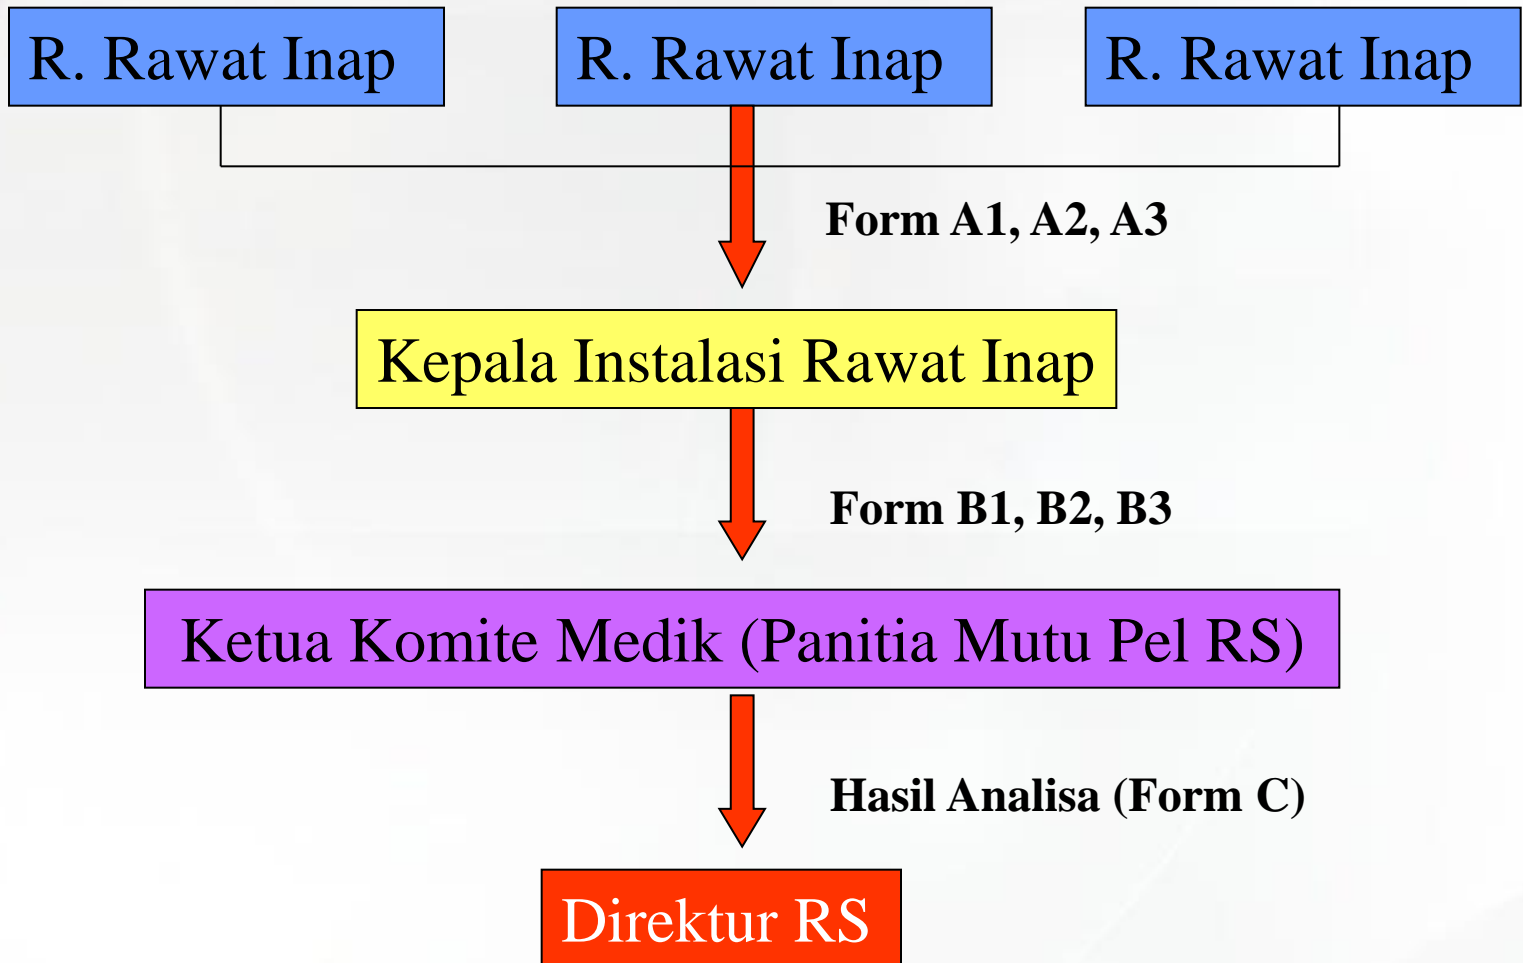 R. Rawat Inap
R. Rawat Inap
R. Rawat Inap
Form A1, A2, A3
Kepala Instalasi Rawat Inap
Form B1, B2, B3
Ketua Komite Medik (Panitia Mutu Pel RS)
Hasil Analisa (Form C)
Direktur RS